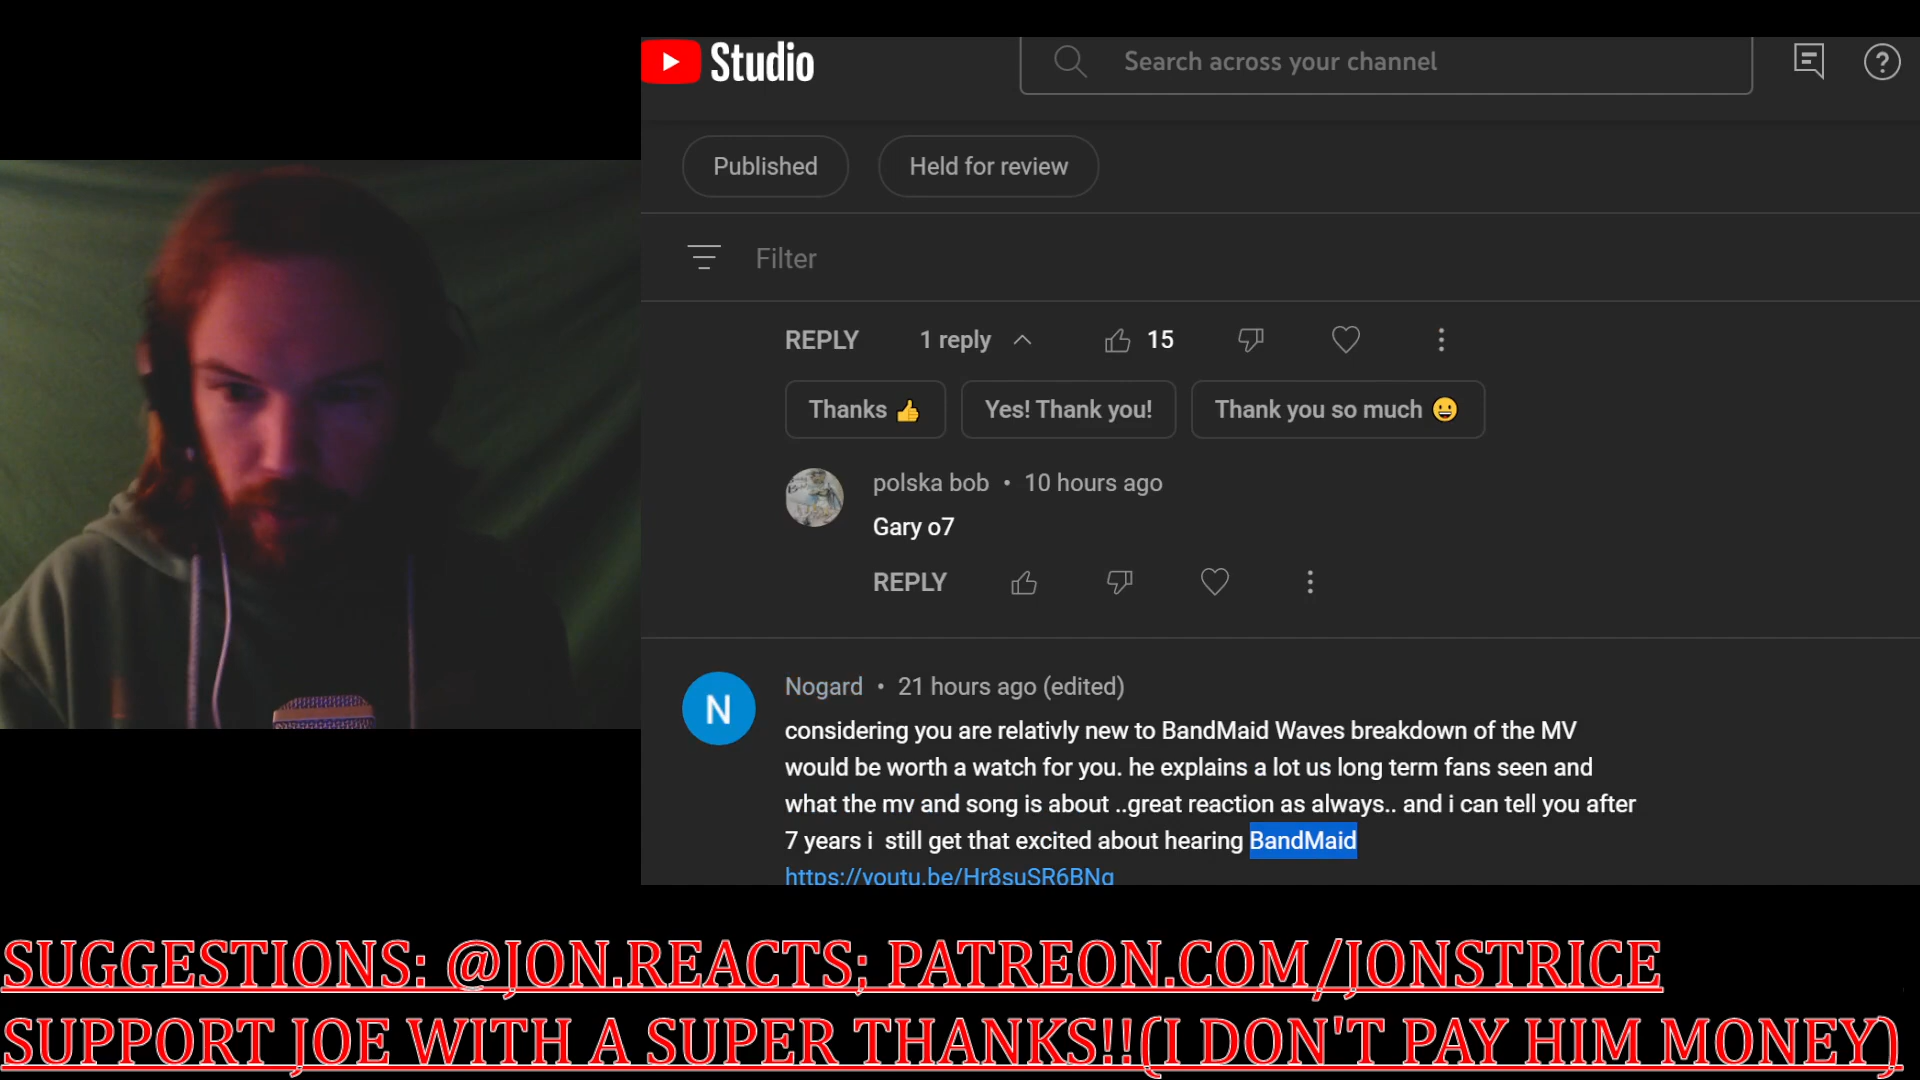 Studio
Search across your channel
Published
Held for review
Filter
REPLY 1 reply 15
Thanks 👍
Yes! Thank you!
Thank you so much 😀
polska bob • 10 hours ago
Gary o7
REPLY
N
Nogard • 21 hours ago (edited)
considering you are relativly new to BandMaid Waves breakdown of the MV
would be worth a watch for you. he explains a lot us long term fans seen and
what the mv and song is about ..great reaction as always.. and i can tell you after
7 years i still get that excited about hearing BandMaid
https://youtu.be/Hr8suSR6BNg
SUGGESTIONS: @JON.REACTS; PATREON.COM/JONSTRICE
SUPPORT JOE WITH A SUPER THANKS!!(I DON'T PAY HIM MONEY)